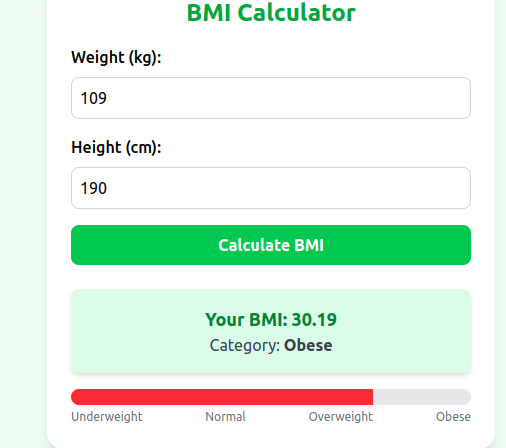 BMI Calculator
Weight (kg):
109
Height (cm):
190
Calculate BMI
Your BMI: 30.19
Category: Obese
Underweight Normal Overweight Obese